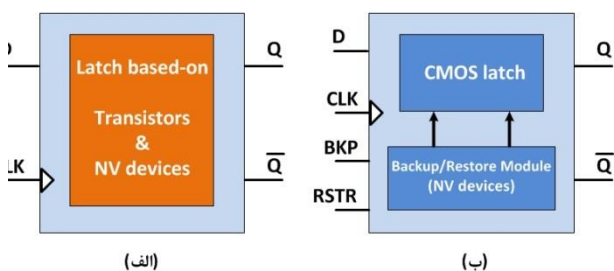 Q
Latch based-on
Transistors
&
NV devices
LK
Q̅
(الف)
D
Q
CMOS latch
CLK
BKP
Backup/Restore Module
(NV devices)
Q̅
RSTR
(ب)